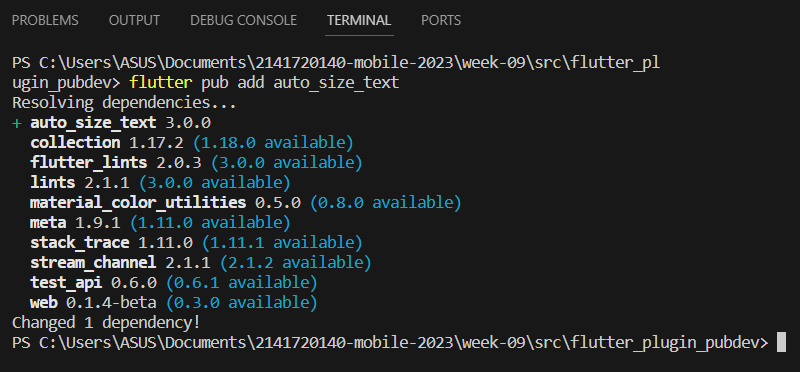 PROBLEMS OUTPUT DEBUG CONSOLE TERMINAL PORTS
PS C:\Users\ASUS\Documents\2141720140-mobile-2023\week-09\src\flutter_pl
ugin_pubdev> flutter pub add auto_size_text
Resolving dependencies...
+ auto_size_text 3.0.0
collection 1.17.2 (1.18.0 available)
flutter_lints 2.0.3 (3.0.0 available)
lints 2.1.1 (3.0.0 available)
material_color_utilities 0.5.0 (0.8.0 available)
meta 1.9.1 (1.11.0 available)
stack_trace 1.11.0 (1.11.1 available)
stream_channel 2.1.1 (2.1.2 available)
test_api 0.6.0 (0.6.1 available)
web 0.1.4-beta (0.3.0 available)
Changed 1 dependency!
PS C:\Users\ASUS\Documents\2141720140-mobile-2023\week-09\src\flutter_plugin_pubdev>